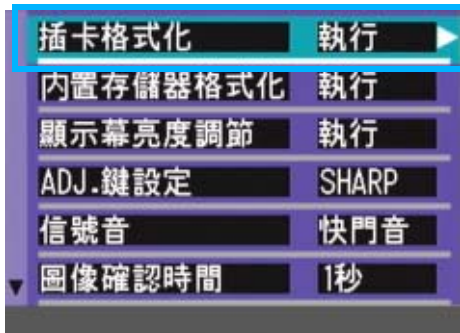 插卡格式化 執行
內置存儲器格式化 執行
顯示幕亮度調節 執行
ADJ.鍵設定 SHARP
信號音 快門音
圖像確認時間 1秒